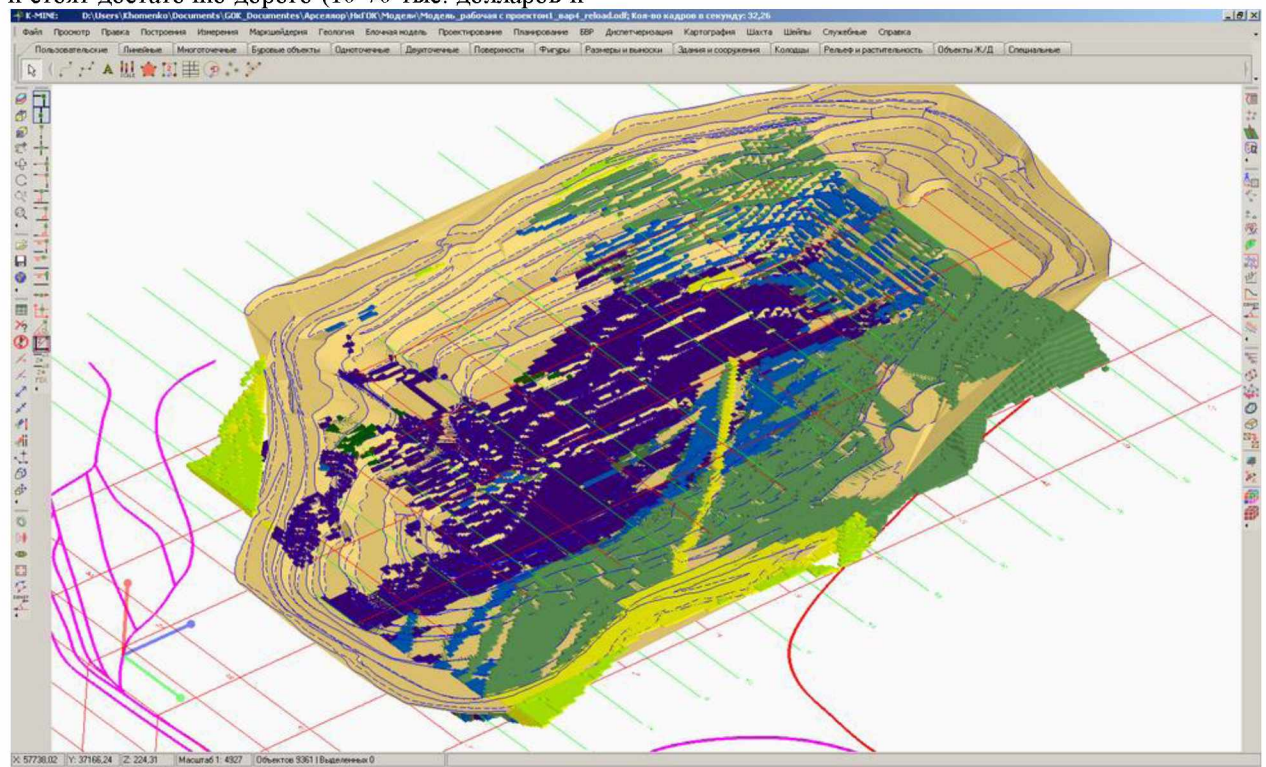 и стоят достаточно дорого (10-70 тыс. долларов и
K-MINE: D:\Users\Khomenko\Documents\GOK_Documentes\Арселлор\НкГОК\Модели\Модель_рабочая с проектом1_вар4_reload.odf; Кол-во кадров в секунду: 32,26
Файл Просмотр Правка Построения Измерения Маркшейдерия Геология Блочная модель Проектирование Планирование БВР Диспетчеризация Картография Шахта Шейпы Служебные Справка
Пользовательские Линейные Многоточечные Буровые объекты Одноточечные Двухточечные Поверхности Фигуры Размеры и выноски Здания и сооружения Колодцы Рельеф и растительность Объекты Ж/Д Специальные
X: 57738,02 Y: 37166,24 Z: 224,31 Масштаб 1: 4927 Объектов 9361 | Выделенных 0